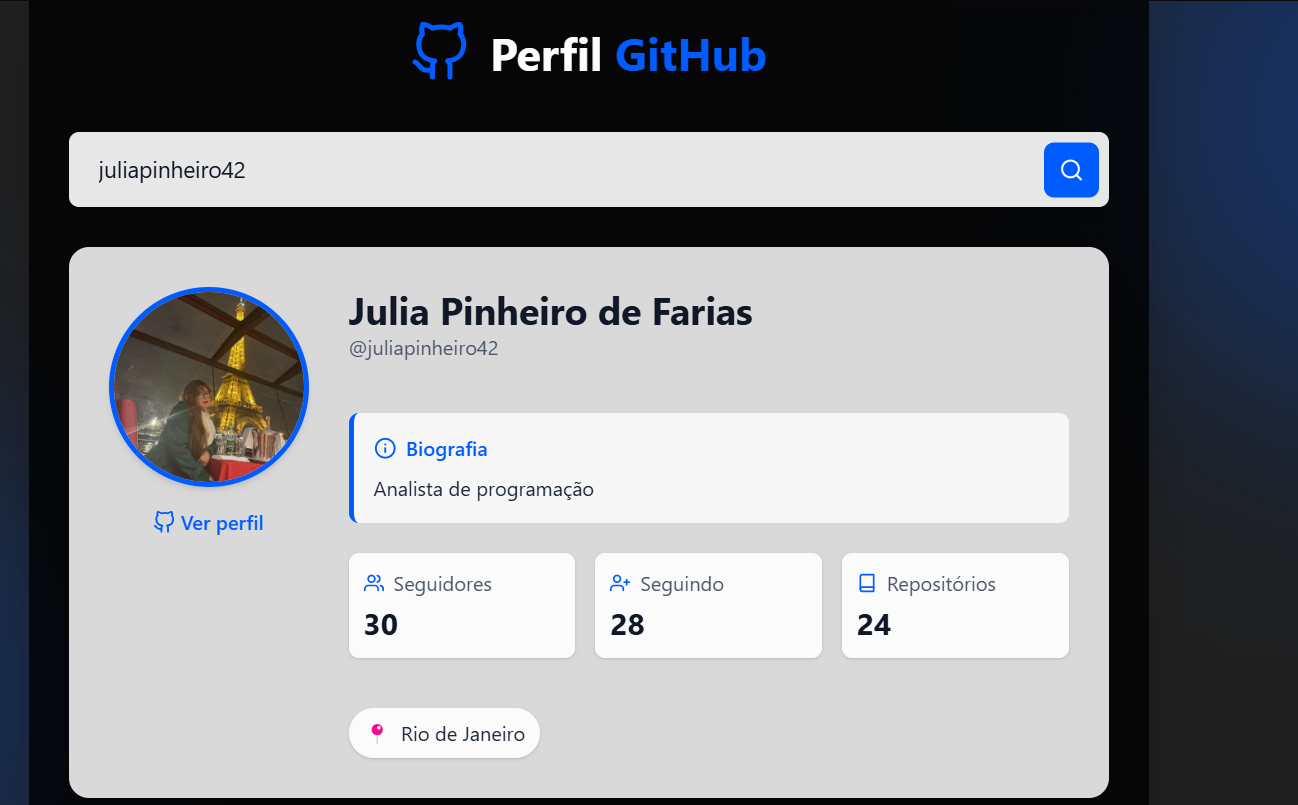 Perfil GitHub
juliapinheiro42
Julia Pinheiro de Farias
@juliapinheiro42
Biografia
Analista de programação
Ver perfil
Seguidores
30
Seguindo
28
Repositórios
24
Rio de Janeiro